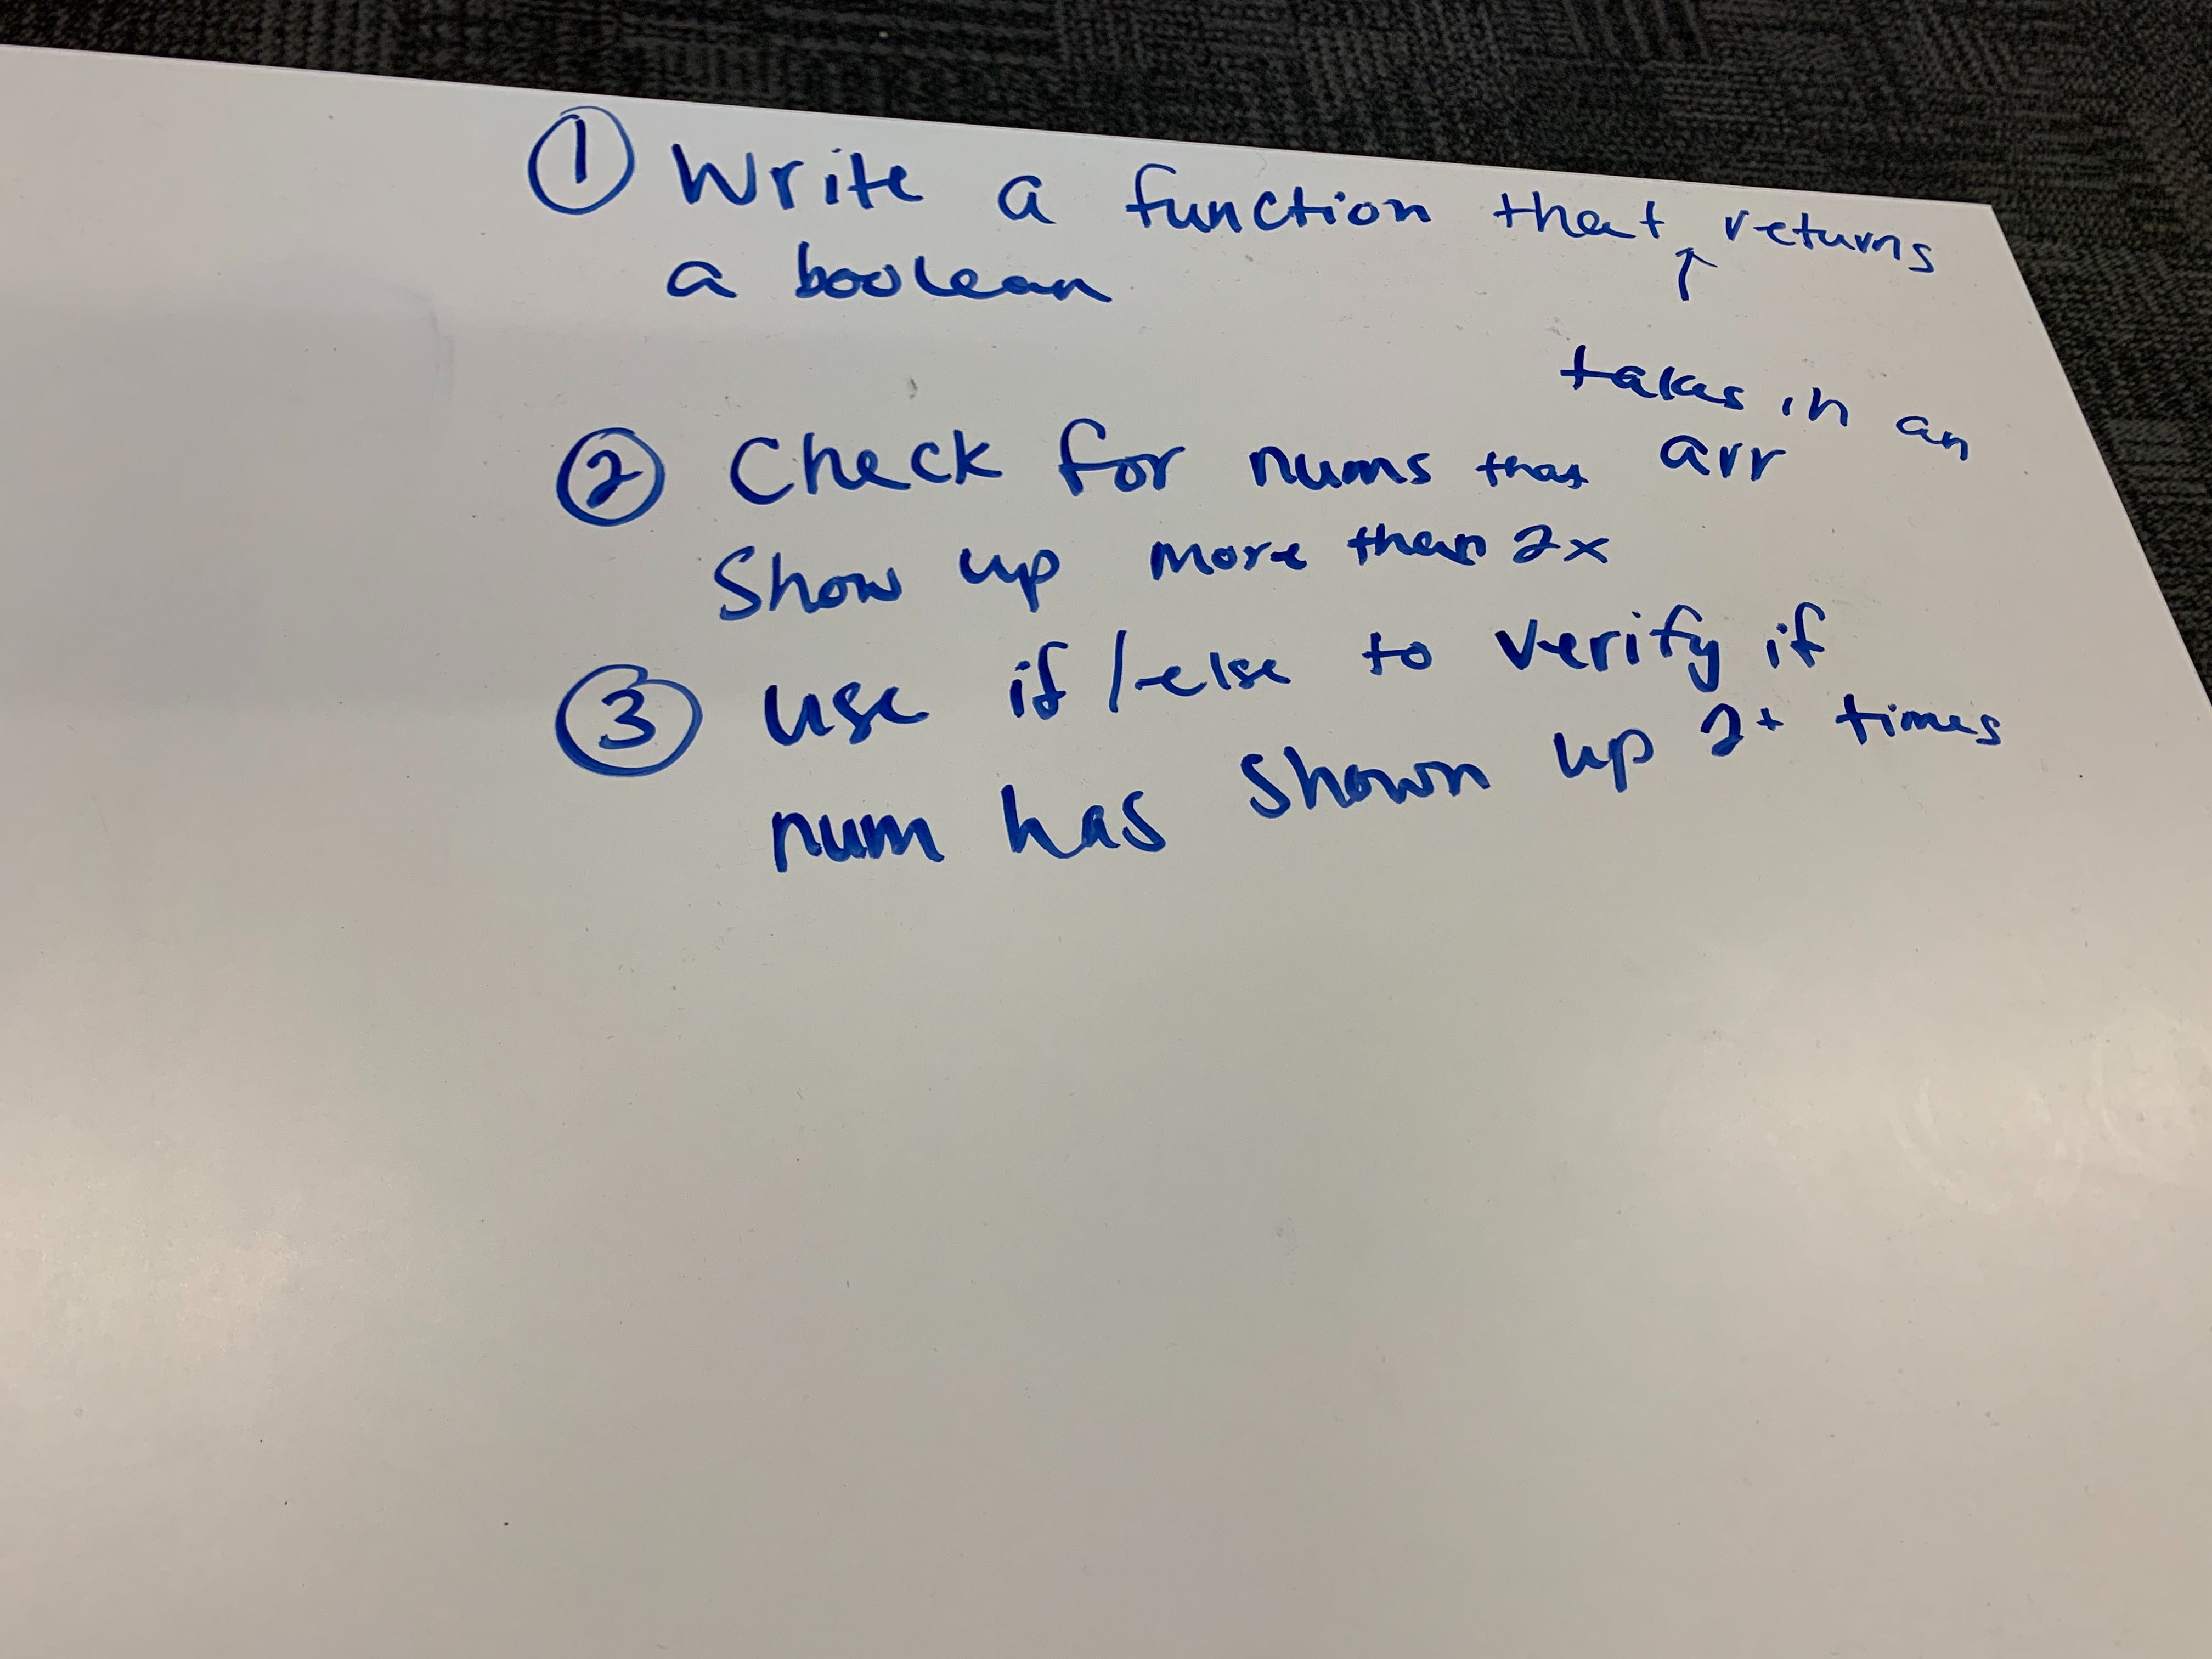 ① Write a function that returns
↑
a boolean
takes in an
arr
② Check for nums that
show up more than 2x
③ use if/else to verify if
num has shown up 2+ times